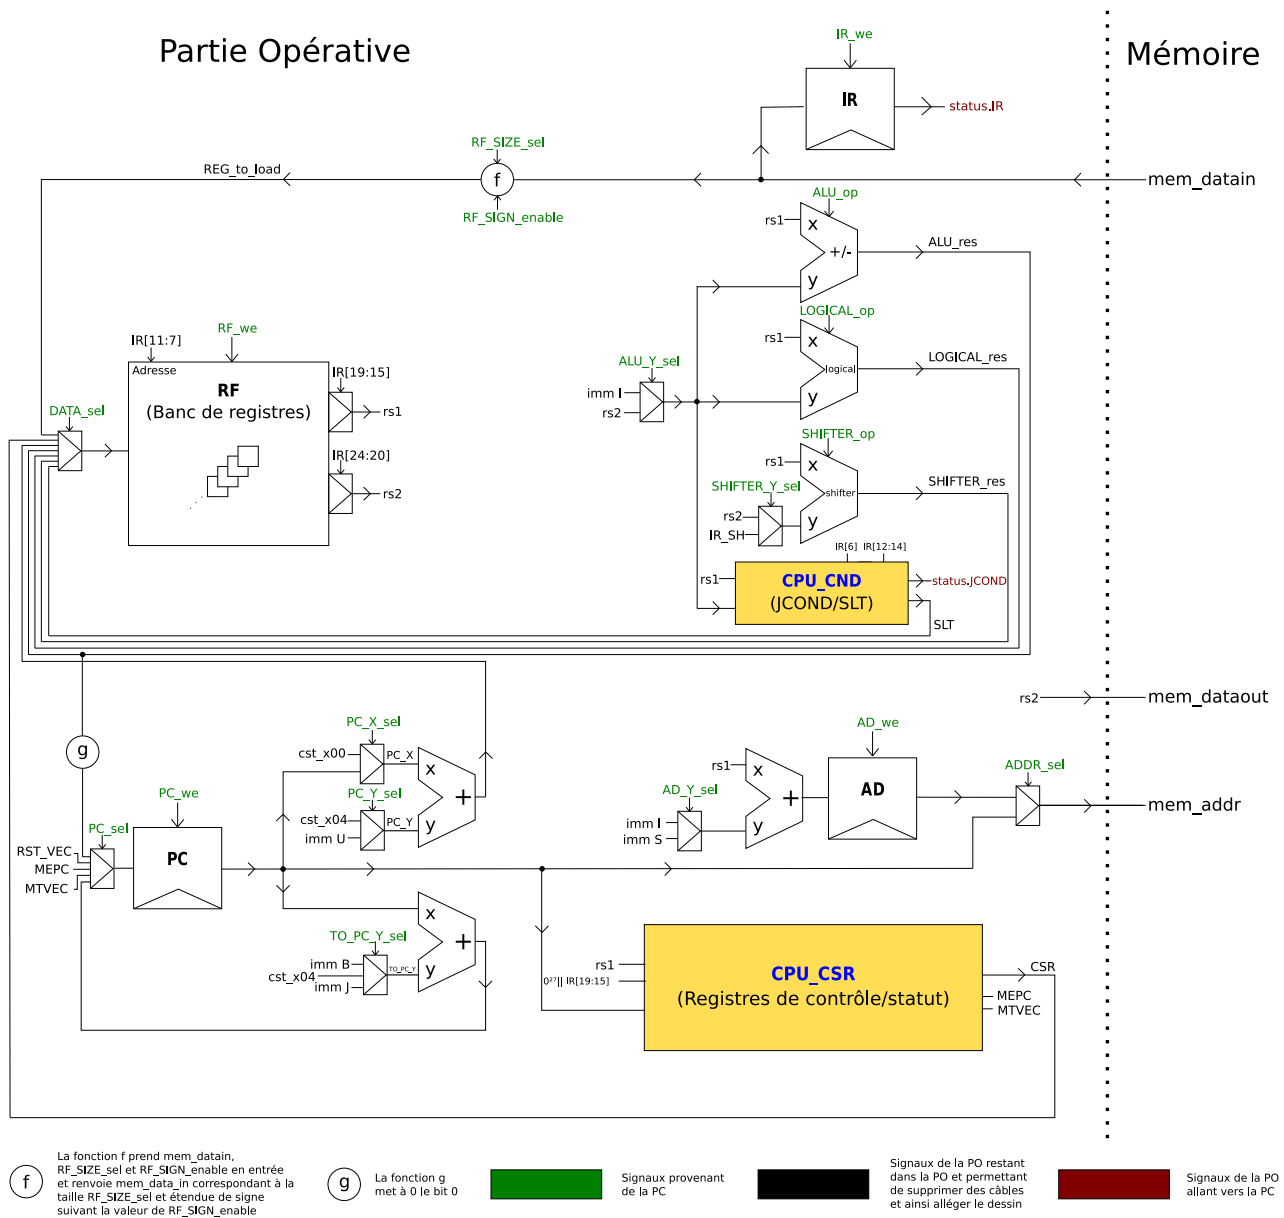 Partie Opérative
Mémoire
IR_we
IR
status.IR
RF_SIZE_sel
REG_to_load
f
RF_SIGN_enable
mem_datain
ALU_op
rs1
x
+/-
y
ALU_res
LOGICAL_op
rs1
x
logical
y
LOGICAL_res
ALU_Y_sel
imm I
rs2
RF_we
IR[11:7]
Adresse
RF
(Banc de registres)
IR[19:15]
rs1
IR[24:20]
rs2
DATA_sel
SHIFTER_op
rs1
x
shifter
y
SHIFTER_res
SHIFTER_Y_sel
rs2
IR_SH
IR[6]
IR[12:14]
rs1
CPU_CND
(JCOND/SLT)
status.JCOND
SLT
rs2
mem_dataout
g
PC_X_sel
cst_x00
PC_X
x
+
y
PC_Y_sel
cst_x04
imm U
PC_Y
PC_we
PC
PC_sel
RST_VEC
MEPC
MTVEC
AD_we
rs1
x
+
y
AD
AD_Y_sel
imm I
imm S
ADDR_sel
mem_addr
TO_PC_Y_sel
imm B
cst_x04
imm J
TO_PC_Y
x
+
y
rs1
0²⁷|| IR[19:15]
CPU_CSR
(Registres de contrôle/statut)
CSR
MEPC
MTVEC
f
La fonction f prend mem_datain,
RF_SIZE_sel et RF_SIGN_enable en entrée
et renvoie mem_data_in correspondant à la
taille RF_SIZE_sel et étendue de signe
suivant la valeur de RF_SIGN_enable
g
La fonction g
met à 0 le bit 0
Signaux provenant
de la PC
Signaux de la PO restant
dans la PO et permettant
de supprimer des câbles
et ainsi alléger le dessin
Signaux de la PO
allant vers la PC